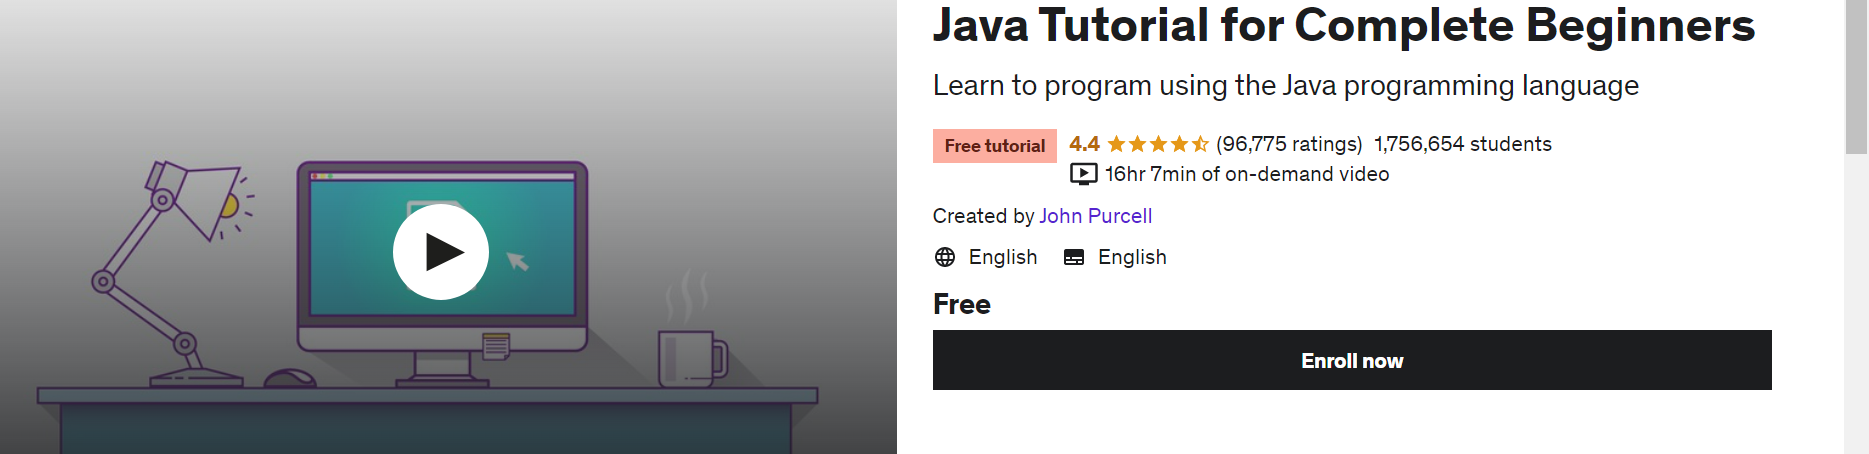 Java Tutorial for Complete Beginners
Learn to program using the Java programming language
Free tutorial 4.4 (96,775 ratings) 1,756,654 students
16hr 7min of on-demand video
Created by John Purcell
English English
Free
Enroll now